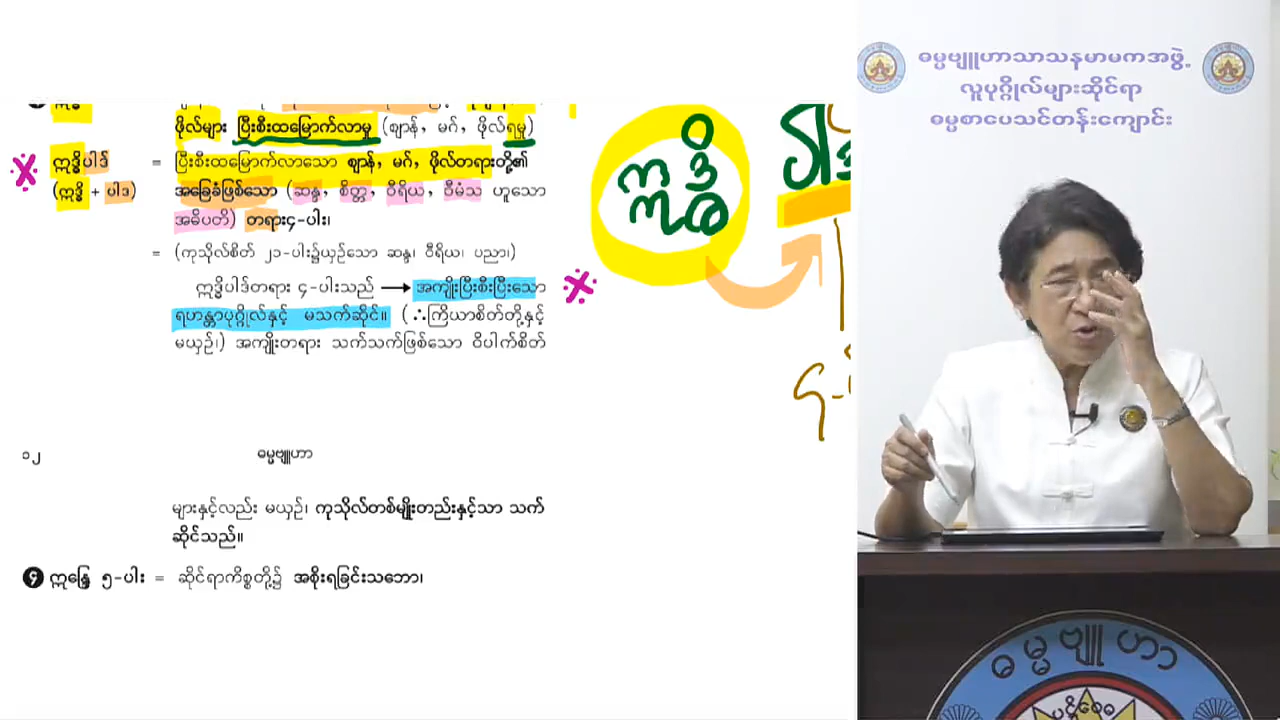 ဖိုလ်များ ပြီးစီးထမြောက်လာမှု (ဈာန်, မဂ်, ဖိုလ်ရမှု)
ဣဒ္ဓိပါဒ် = ပြီးစီးထမြောက်လာသော ဈာန်, မဂ်, ဖိုလ်တရားတို့၏
(ဣဒ္ဓိ + ပါဒ) အခြေခံဖြစ်သော (ဆန္ဒ, စိတ္တ, ဝီရိယ, ဝီမံသ ဟူသော
အဓိပတိ) တရား၄-ပါး၊
= (ကုသိုလ်စိတ် ၂၁-ပါး၌ယှဉ်သော ဆန္ဒ၊ ဝီရိယ၊ ပညာ၊)
ဣဒ္ဓိပါဒ်တရား ၄-ပါးသည် → အကျိုးပြီးစီးပြီးသော
ရဟန္တာပုဂ္ဂိုလ်နှင့် မသက်ဆိုင်။ (∴ကြိယာစိတ်တို့နှင့်
မယှဉ်၊) အကျိုးတရား သက်သက်ဖြစ်သော ဝိပါက်စိတ်
၁၂ ဓမ္မဗျူဟာ
များနှင့်လည်း မယှဉ်၊ ကုသိုလ်တစ်မျိုးတည်းနှင့်သာ သက်
ဆိုင်သည်။
၄ ဣန္ဒြေ ၅-ပါး = ဆိုင်ရာကိစ္စတို့၌ အစိုးရခြင်းသဘော၊
ဣဒ္ဓိ
ဓမ္မဗျူဟာသာသနာမာမကအဖွဲ့
လူပုဂ္ဂိုလ်များဆိုင်ရာ
ဓမ္မစာပေသင်တန်းကျောင်း
ဓမ္မဗျူဟာ
ပဋိဝေဓ